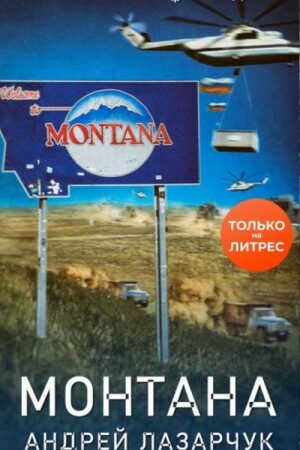 Welcome
to
MONTANA
ТОЛЬКО
на
ЛИТРЕС
МОНТАНА
АНДРЕЙ ЛАЗАРЧУК